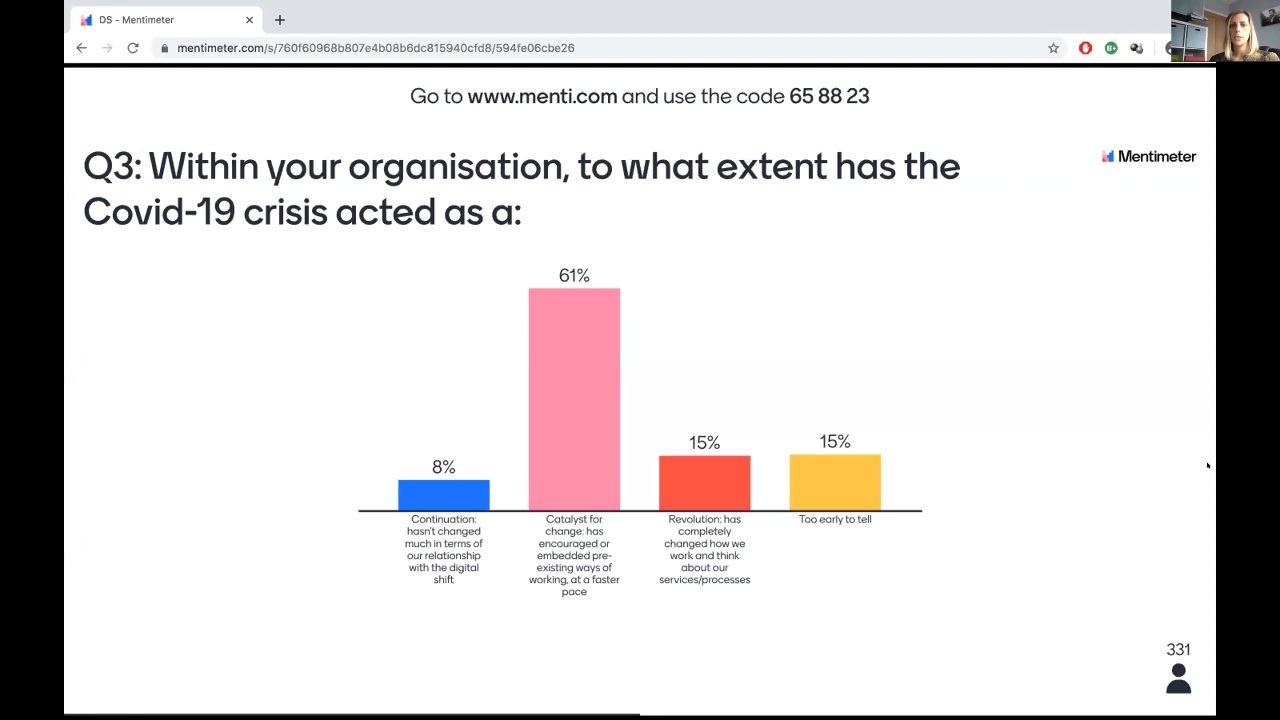 DS - Mentimeter
mentimeter.com/s/760f60968b807e4b08b6dc815940cfd8/594fe06cbe26
Go to www.menti.com and use the code 65 88 23
Q3: Within your organisation, to what extent has the
Covid-19 crisis acted as a:
Mentimeter
8%
61%
15%
15%
Continuation:
hasn't changed
much in terms of
our relationship
with the digital
shift
Catalyst for
change: has
encouraged or
embedded pre-
existing ways of
working, at a faster
pace
Revolution: has
completely
changed how we
work and think
about our
services/processes
Too early to tell
331